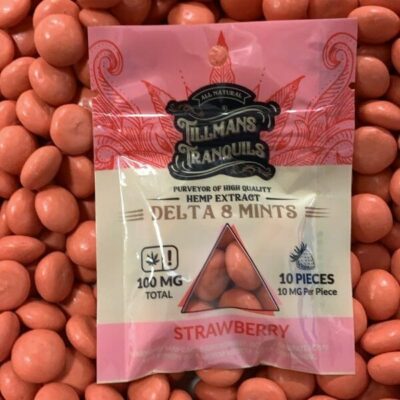 ALL NATURAL
TILLMANS
TRANQUILS
PURVEYOR OF HIGH QUALITY
HEMP EXTRACT
DELTA 8 MINTS
100 MG
TOTAL
10 PIECES
10 MG Per Piece
STRAWBERRY